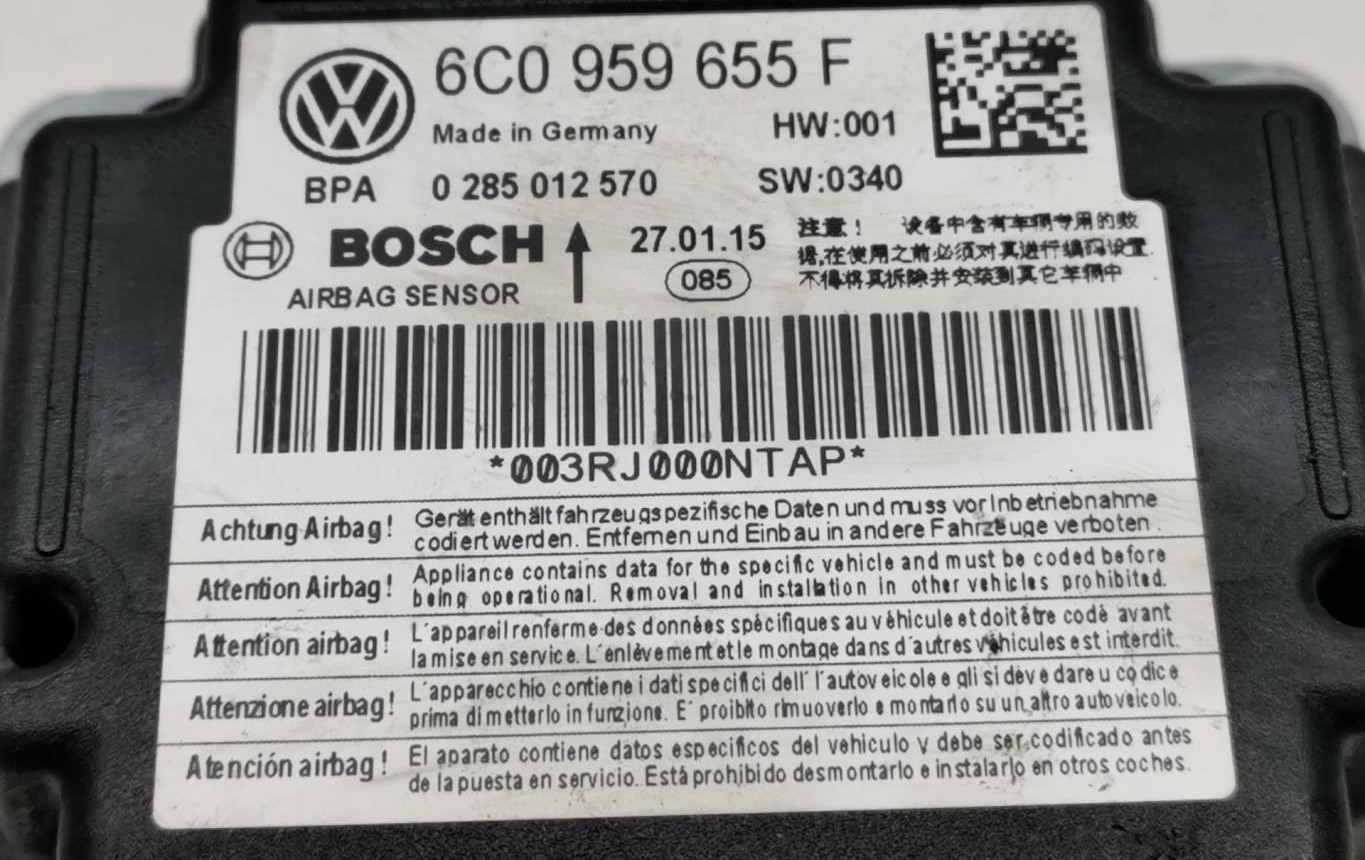 6C0 959 655 F
Made in Germany HW:001
BPA 0 285 012 570 SW:0340
BOSCH 27.01.15
085
AIRBAG SENSOR
注意！ 设备中含有车辆专用的数
据,在使用之前必须对其进行编码设置.
不得将其拆除并安装到其它车辆中
*003RJ000NTAP*
Achtung Airbag!
Gerät enthält fahrzeugspezifische Daten und muss vor Inbetriebnahme
codiert werden. Entfernen und Einbau in andere Fahrzeuge verboten .
Attention Airbag!
Appliance contains data for the specific vehicle and must be coded before
being operational. Removal and installation in other vehicles prohibited.
Attention airbag!
L'appareil renferme des données spécifiques au véhicule et doit être codé avant
la mise en service. L'enlèvement et le montage dans d'autres véhicules est interdit.
Attenzione airbag!
L'apparecchio contiene i dati specifici dell' l'autoveicolo e gli si deve dare u codice
prima di metterlo in funzione. E' proibito rimuoverlo e montarlo su un altro autoveicolo.
Atención airbag!
El aparato contiene datos especificos del vehiculo y debe ser codificado antes
de la puesta en servicio. Está prohibido desmontarlo e instalarlo en otros coches.